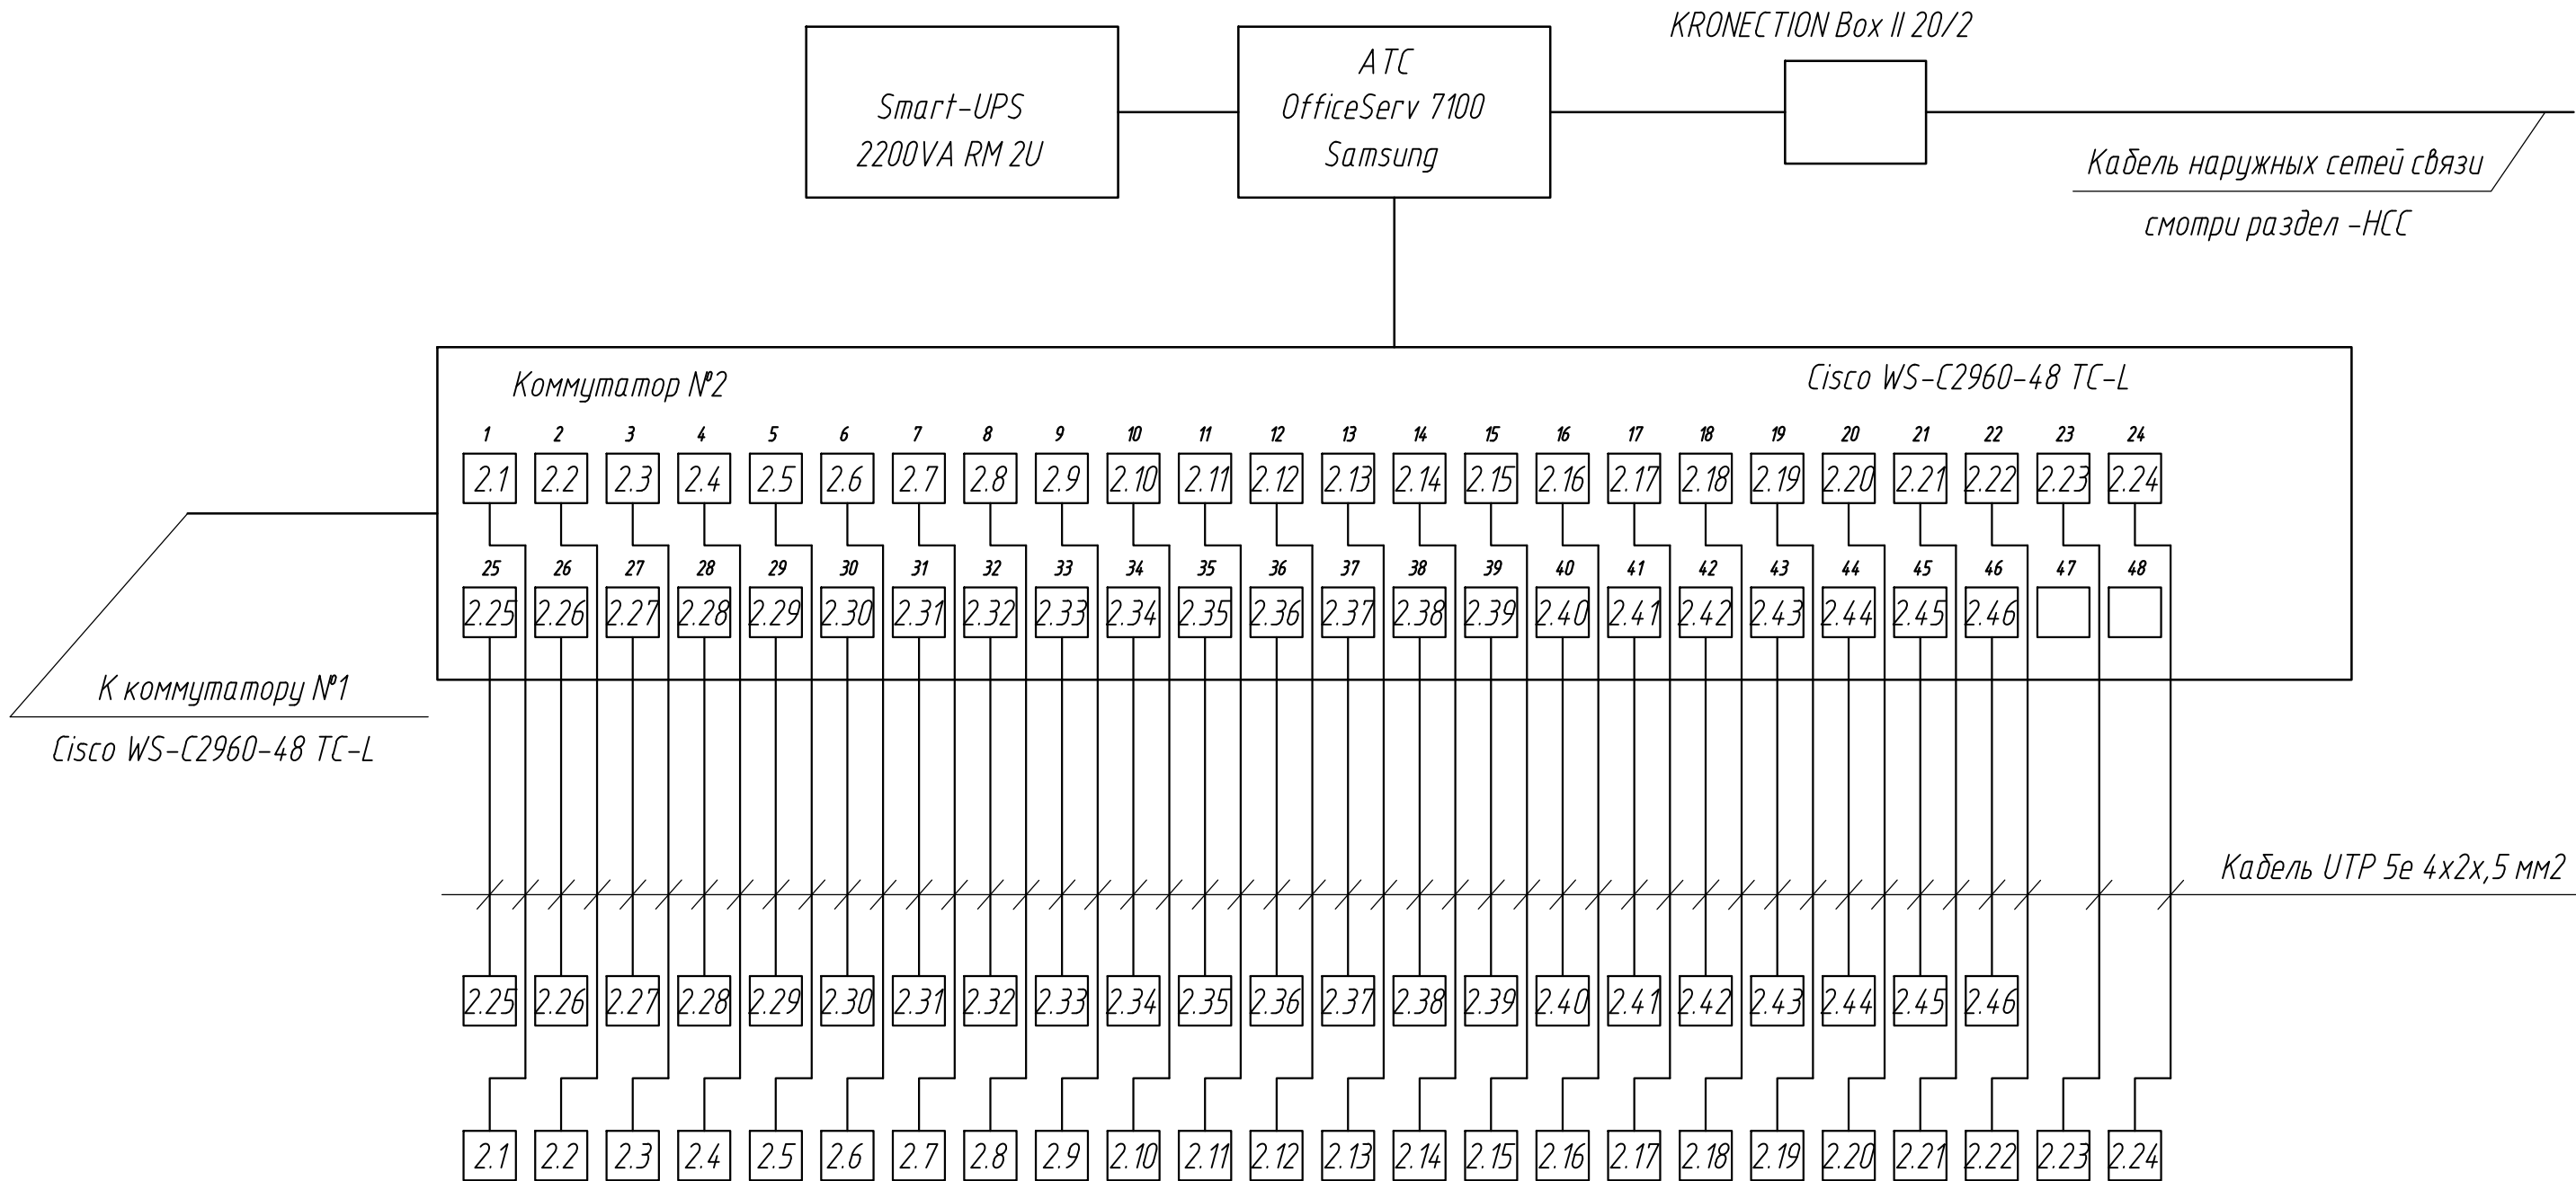 KRONECTION Box II 20/2
Smart-UPS
2200VA RM 2U
АТС
OfficeServ 7100
Samsung
Кабель наружных сетей связи
смотри раздел -НСС
Коммутатор №2
Cisco WS-C2960-48 TC-L
1 2 3 4 5 6 7 8 9 10 11 12 13 14 15 16 17 18 19 20 21 22 23 24
2.1 2.2 2.3 2.4 2.5 2.6 2.7 2.8 2.9 2.10 2.11 2.12 2.13 2.14 2.15 2.16 2.17 2.18 2.19 2.20 2.21 2.22 2.23 2.24
25 26 27 28 29 30 31 32 33 34 35 36 37 38 39 40 41 42 43 44 45 46 47 48
2.25 2.26 2.27 2.28 2.29 2.30 2.31 2.32 2.33 2.34 2.35 2.36 2.37 2.38 2.39 2.40 2.41 2.42 2.43 2.44 2.45 2.46
К коммутатору №1
Cisco WS-C2960-48 TC-L
Кабель UTP 5e 4x2x,5 мм2
2.25 2.26 2.27 2.28 2.29 2.30 2.31 2.32 2.33 2.34 2.35 2.36 2.37 2.38 2.39 2.40 2.41 2.42 2.43 2.44 2.45 2.46
2.1 2.2 2.3 2.4 2.5 2.6 2.7 2.8 2.9 2.10 2.11 2.12 2.13 2.14 2.15 2.16 2.17 2.18 2.19 2.20 2.21 2.22 2.23 2.24